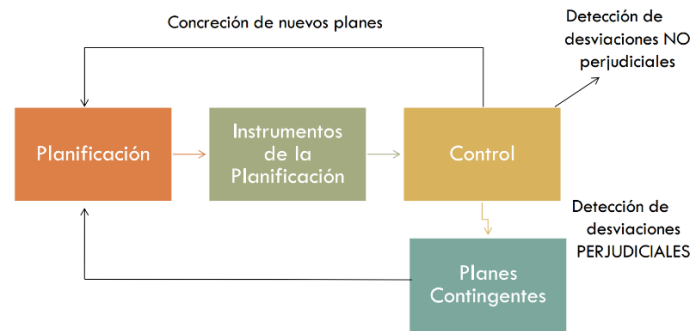 Concreción de nuevos planes
Detección de
desviaciones NO
perjudiciales
Planificación
Instrumentos
de la
Planificación
Control
Detección de
desviaciones
PERJUDICIALES
Planes
Contingentes